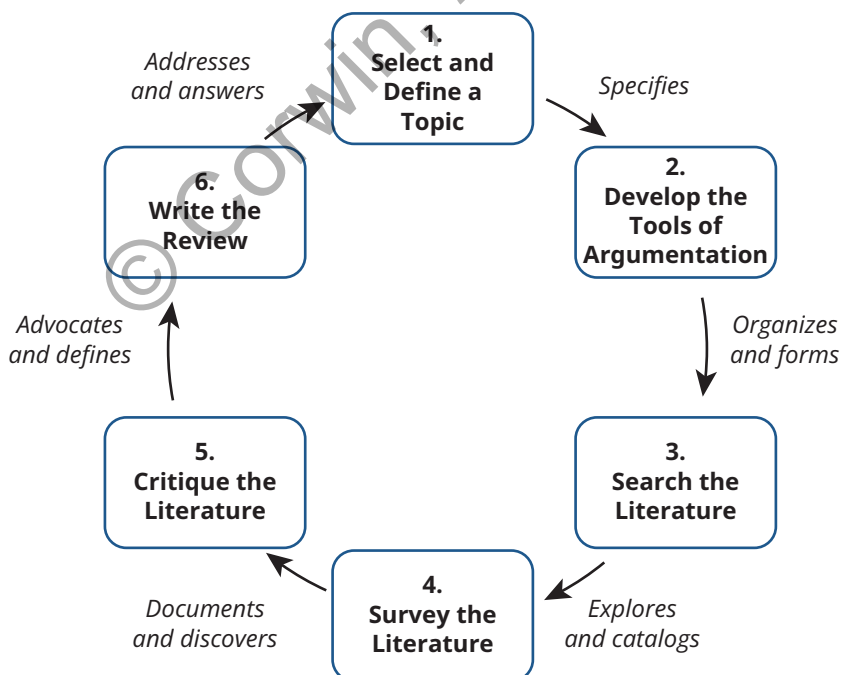 © Corwin,
1.
Select and
Define a
Topic
Specifies
2.
Develop the
Tools of
Argumentation
Organizes
and forms
3.
Search the
Literature
Explores
and catalogs
4.
Survey the
Literature
Documents
and discovers
5.
Critique the
Literature
Advocates
and defines
6.
Write the
Review
Addresses
and answers